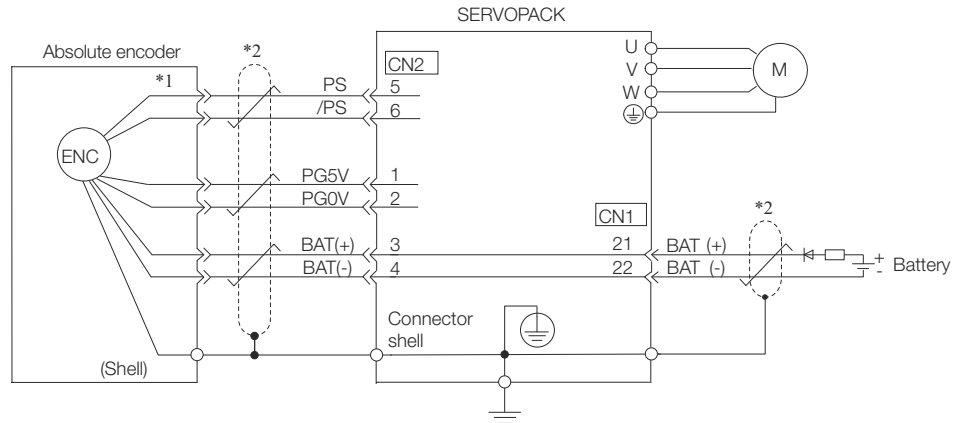 SERVOPACK
Absolute encoder
*2
*1
CN2
PS
5
/PS
6
ENC
PG5V
1
PG0V
2
BAT(+)
3
BAT(-)
4
U
V
W
M
CN1
21
BAT (+)
22
BAT (-)
*2
+
-
Battery
Connector
shell
(Shell)